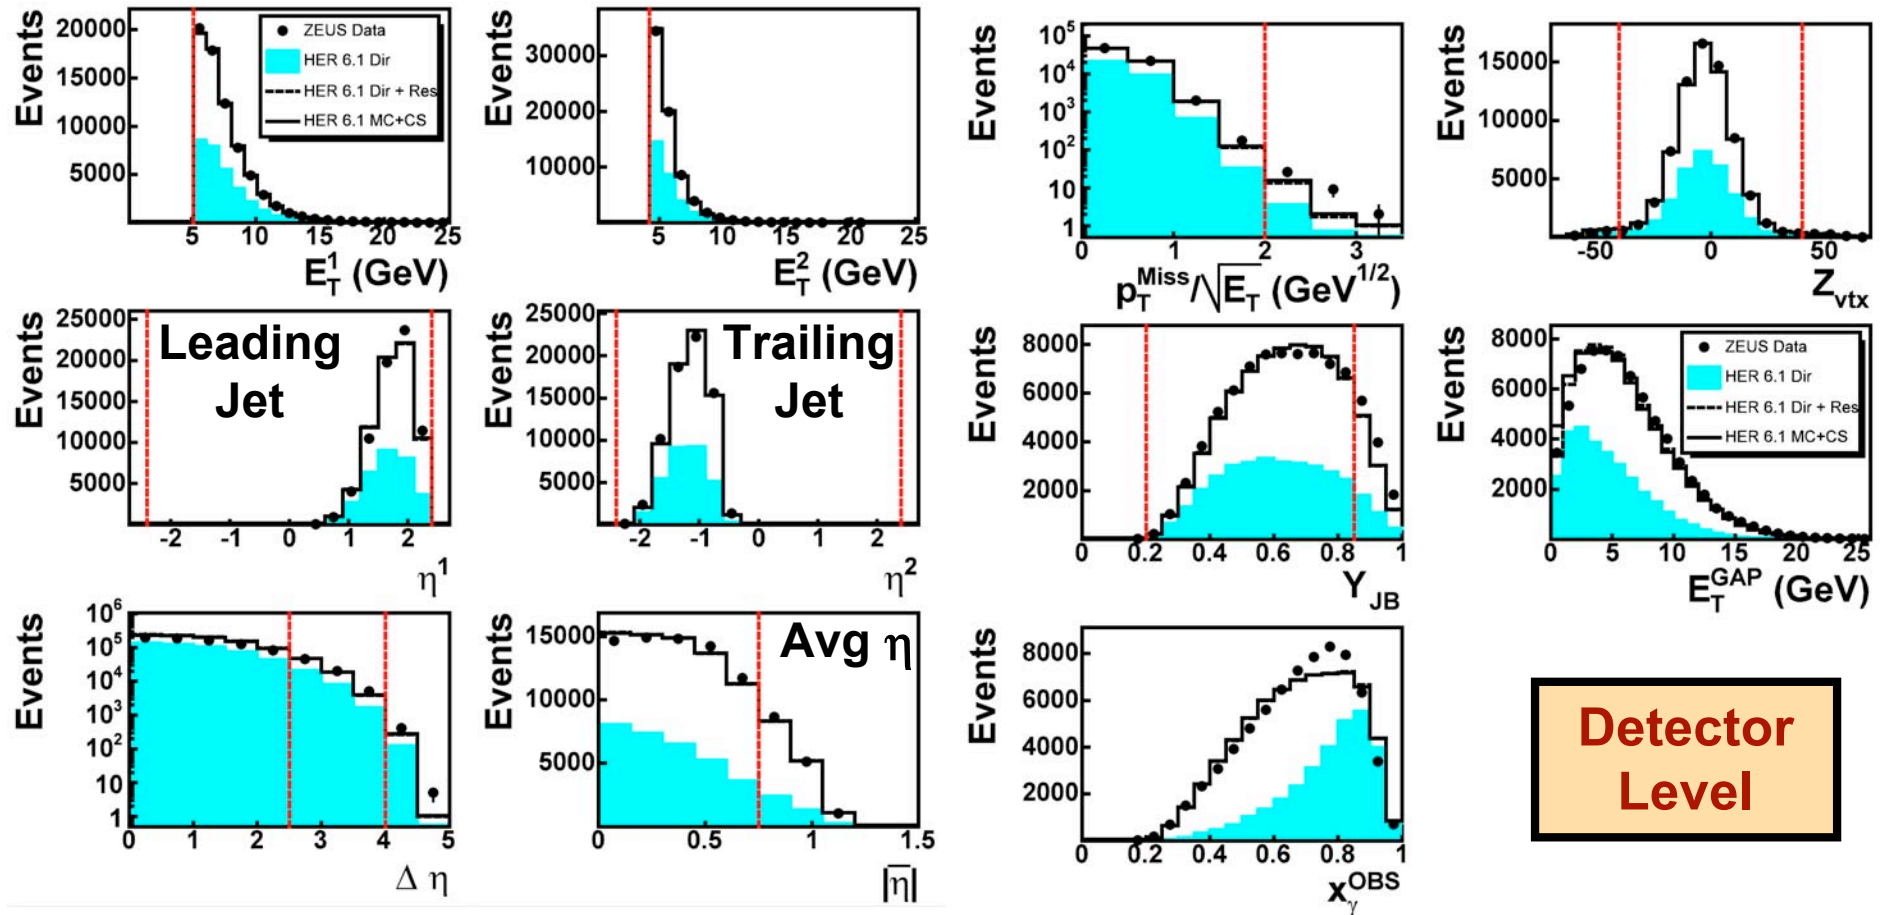 Events
20000
15000
10000
5000
5 10 15 20 25
E_T^1 (GeV)
ZEUS Data
HER 6.1 Dir
HER 6.1 Dir + Res
HER 6.1 MC+CS
Events
30000
20000
10000
5 10 15 20 25
E_T^2 (GeV)
Events
10^5
10^4
10^3
10^2
10
1
0 1 2 3
p_T^Miss/√E_T (GeV^1/2)
Events
15000
10000
5000
-50 0 50
Z_vtx
Events
25000
20000
15000
10000
5000
Leading
Jet
-2 -1 0 1 2
η^1
Events
25000
20000
15000
10000
5000
Trailing
Jet
-2 -1 0 1 2
η^2
Events
8000
6000
4000
2000
0 0.2 0.4 0.6 0.8 1
Y_JB
Events
8000
6000
4000
2000
0 5 10 15 20 25
E_T^GAP (GeV)
ZEUS Data
HER 6.1 Dir
HER 6.1 Dir + Res
HER 6.1 MC+CS
Events
10^6
10^5
10^4
10^3
10^2
10
1
0 1 2 3 4 5
Δ η
Events
15000
10000
5000
Avg η
0 0.5 1 1.5
|η̅|
Events
8000
6000
4000
2000
0 0.2 0.4 0.6 0.8 1
x_γ^OBS
Detector
Level